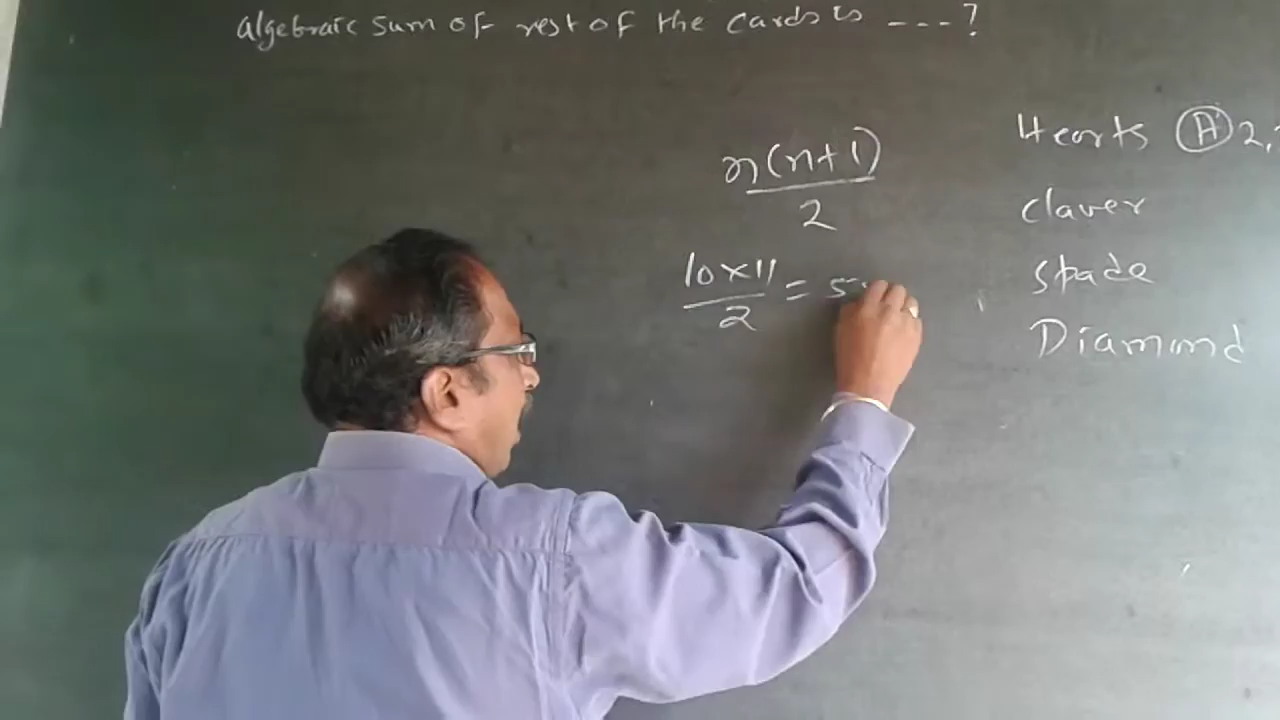 Algebraic sum of rest of the cards is ---?
n(n+1)
2
10×11
2
= 5
Hearts A 2,
Claver
Spade
Diamond